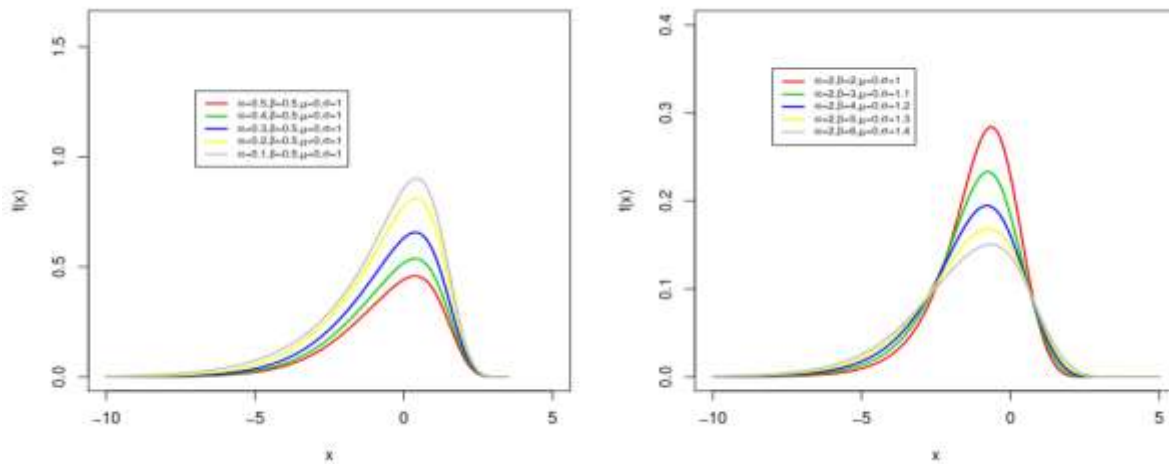 1.5
1.0
0.5
0.0
f(x)
α=0.5,β=0.5,μ=0,σ=1
α=0.4,β=0.5,μ=0,σ=1
α=0.3,β=0.5,μ=0,σ=1
α=0.2,β=0.5,μ=0,σ=1
α=0.1,β=0.5,μ=0,σ=1
−10 −5 0 5
x
0.4
0.3
0.2
0.1
0.0
f(x)
α=2,β=2,μ=0,σ=1
α=2,β=3,μ=0,σ=1.1
α=2,β=4,μ=0,σ=1.2
α=2,β=5,μ=0,σ=1.3
α=2,β=6,μ=0,σ=1.4
−10 −5 0 5
x